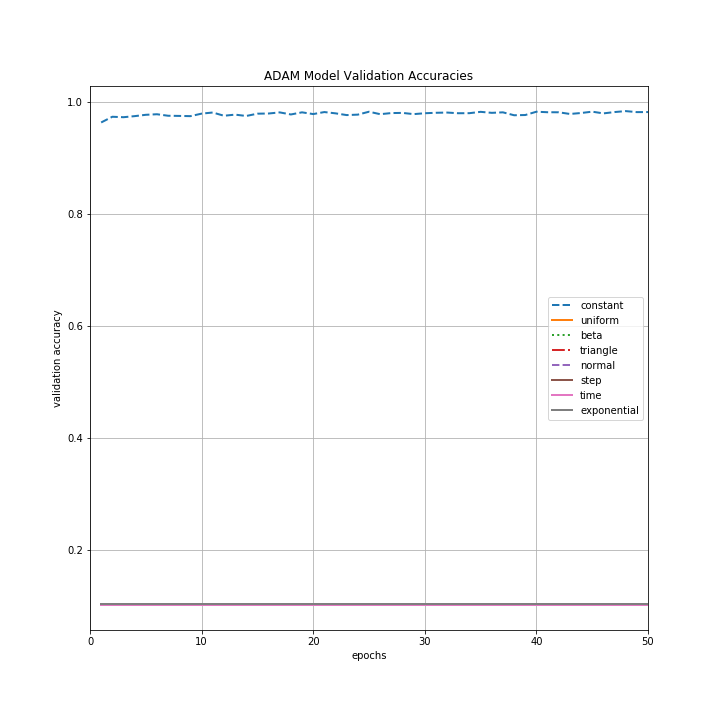 ADAM Model Validation Accuracies
1.0
0.8
0.6
0.4
0.2
validation accuracy
constant
uniform
beta
triangle
normal
step
time
exponential
0 10 20 30 40 50
epochs